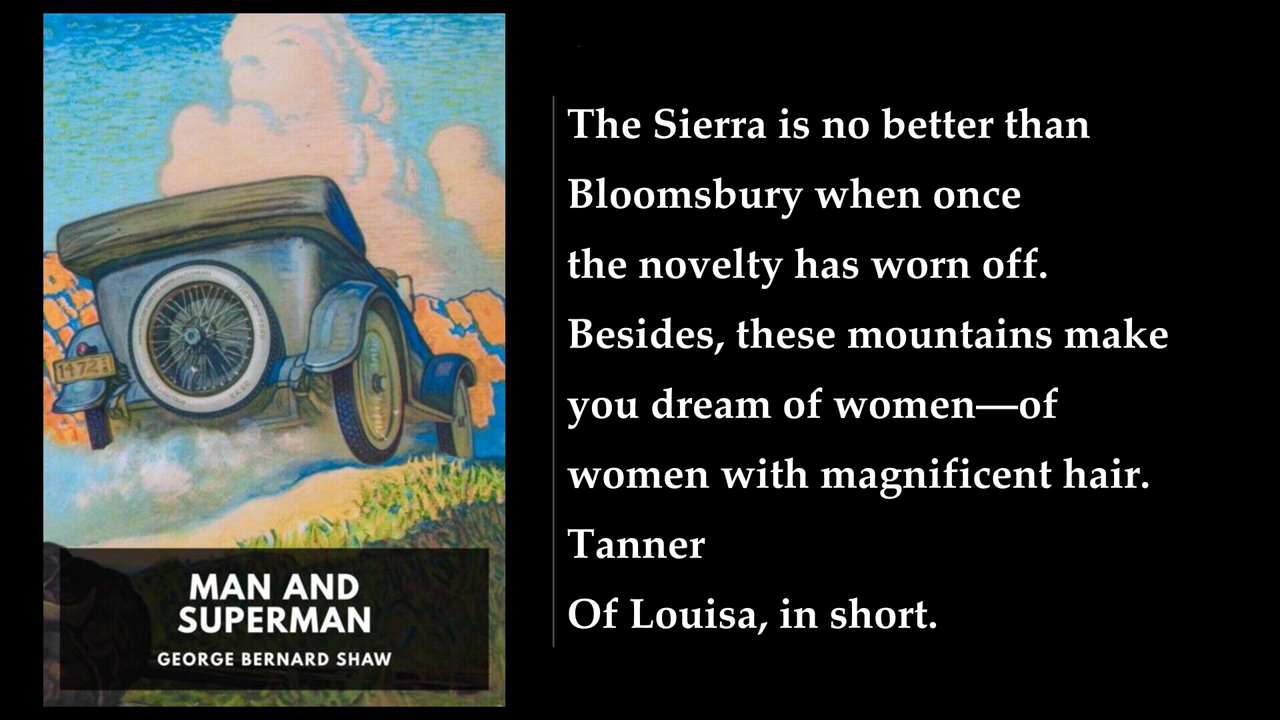 1472
MAN AND
SUPERMAN
GEORGE BERNARD SHAW
The Sierra is no better than
Bloomsbury when once
the novelty has worn off.
Besides, these mountains make
you dream of women—of
women with magnificent hair.
Tanner
Of Louisa, in short.